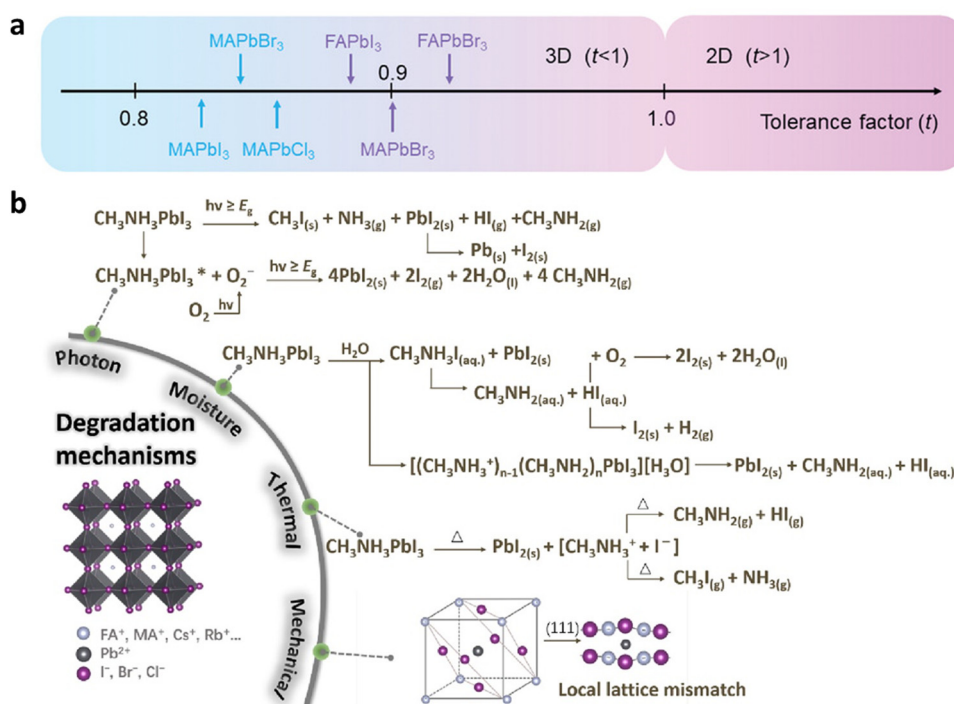 a
MAPbBr₃ FAPbI₃ FAPbBr₃
3D (t<1) 2D (t>1)
0.8 0.9 1.0
MAPbI₃ MAPbCl₃ MAPbBr₃ Tolerance factor (t)
b
CH₃NH₃PbI₃ hν ≥ E_g CH₃I₍s₎ + NH₃₍g₎ + PbI₂₍s₎ + HI₍g₎ +CH₃NH₂₍g₎
Pb₍s₎ +I₂₍s₎
CH₃NH₃PbI₃ * + O₂⁻ hν ≥ E_g 4PbI₂₍s₎ + 2I₂₍g₎ + 2H₂O₍l₎ + 4 CH₃NH₂₍g₎
O₂ hν
Photon
CH₃NH₃PbI₃ H₂O CH₃NH₃I₍aq.₎ + PbI₂₍s₎
+ O₂ → 2I₂₍s₎ + 2H₂O₍l₎
CH₃NH₂₍aq.₎ + HI₍aq.₎
I₂₍s₎ + H₂₍g₎
Moisture
[((CH₃NH₃⁺)ₙ₋₁(CH₃NH₂)ₙPbI₃][H₃O] → PbI₂₍s₎ + CH₃NH₂₍aq.₎ + HI₍aq.₎
Degradation
mechanisms
Thermal
△ CH₃NH₂₍g₎ + HI₍g₎
CH₃NH₃PbI₃ △ PbI₂₍s₎ + [CH₃NH₃⁺ + I⁻]
△ CH₃I₍g₎ + NH₃₍g₎
Mechanical
FA⁺, MA⁺, Cs⁺, Rb⁺...
Pb²⁺
I⁻, Br⁻, Cl⁻
(111)
Local lattice mismatch